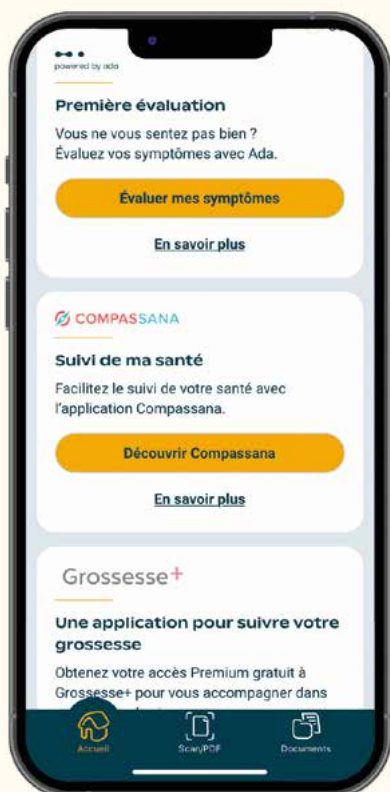 powered by ada
Première évaluation
Vous ne vous sentez pas bien ?
Évaluez vos symptômes avec Ada.
Évaluer mes symptômes
En savoir plus
COMPASSANA
Suivi de ma santé
Facilitez le suivi de votre santé avec
l'application Compassana.
Découvrir Compassana
En savoir plus
Grossesse+
Une application pour suivre votre
grossesse
Obtenez votre accès Premium gratuit à
Grossesse+ pour vous accompagner dans
Accueil
Scan/PDF
Documents